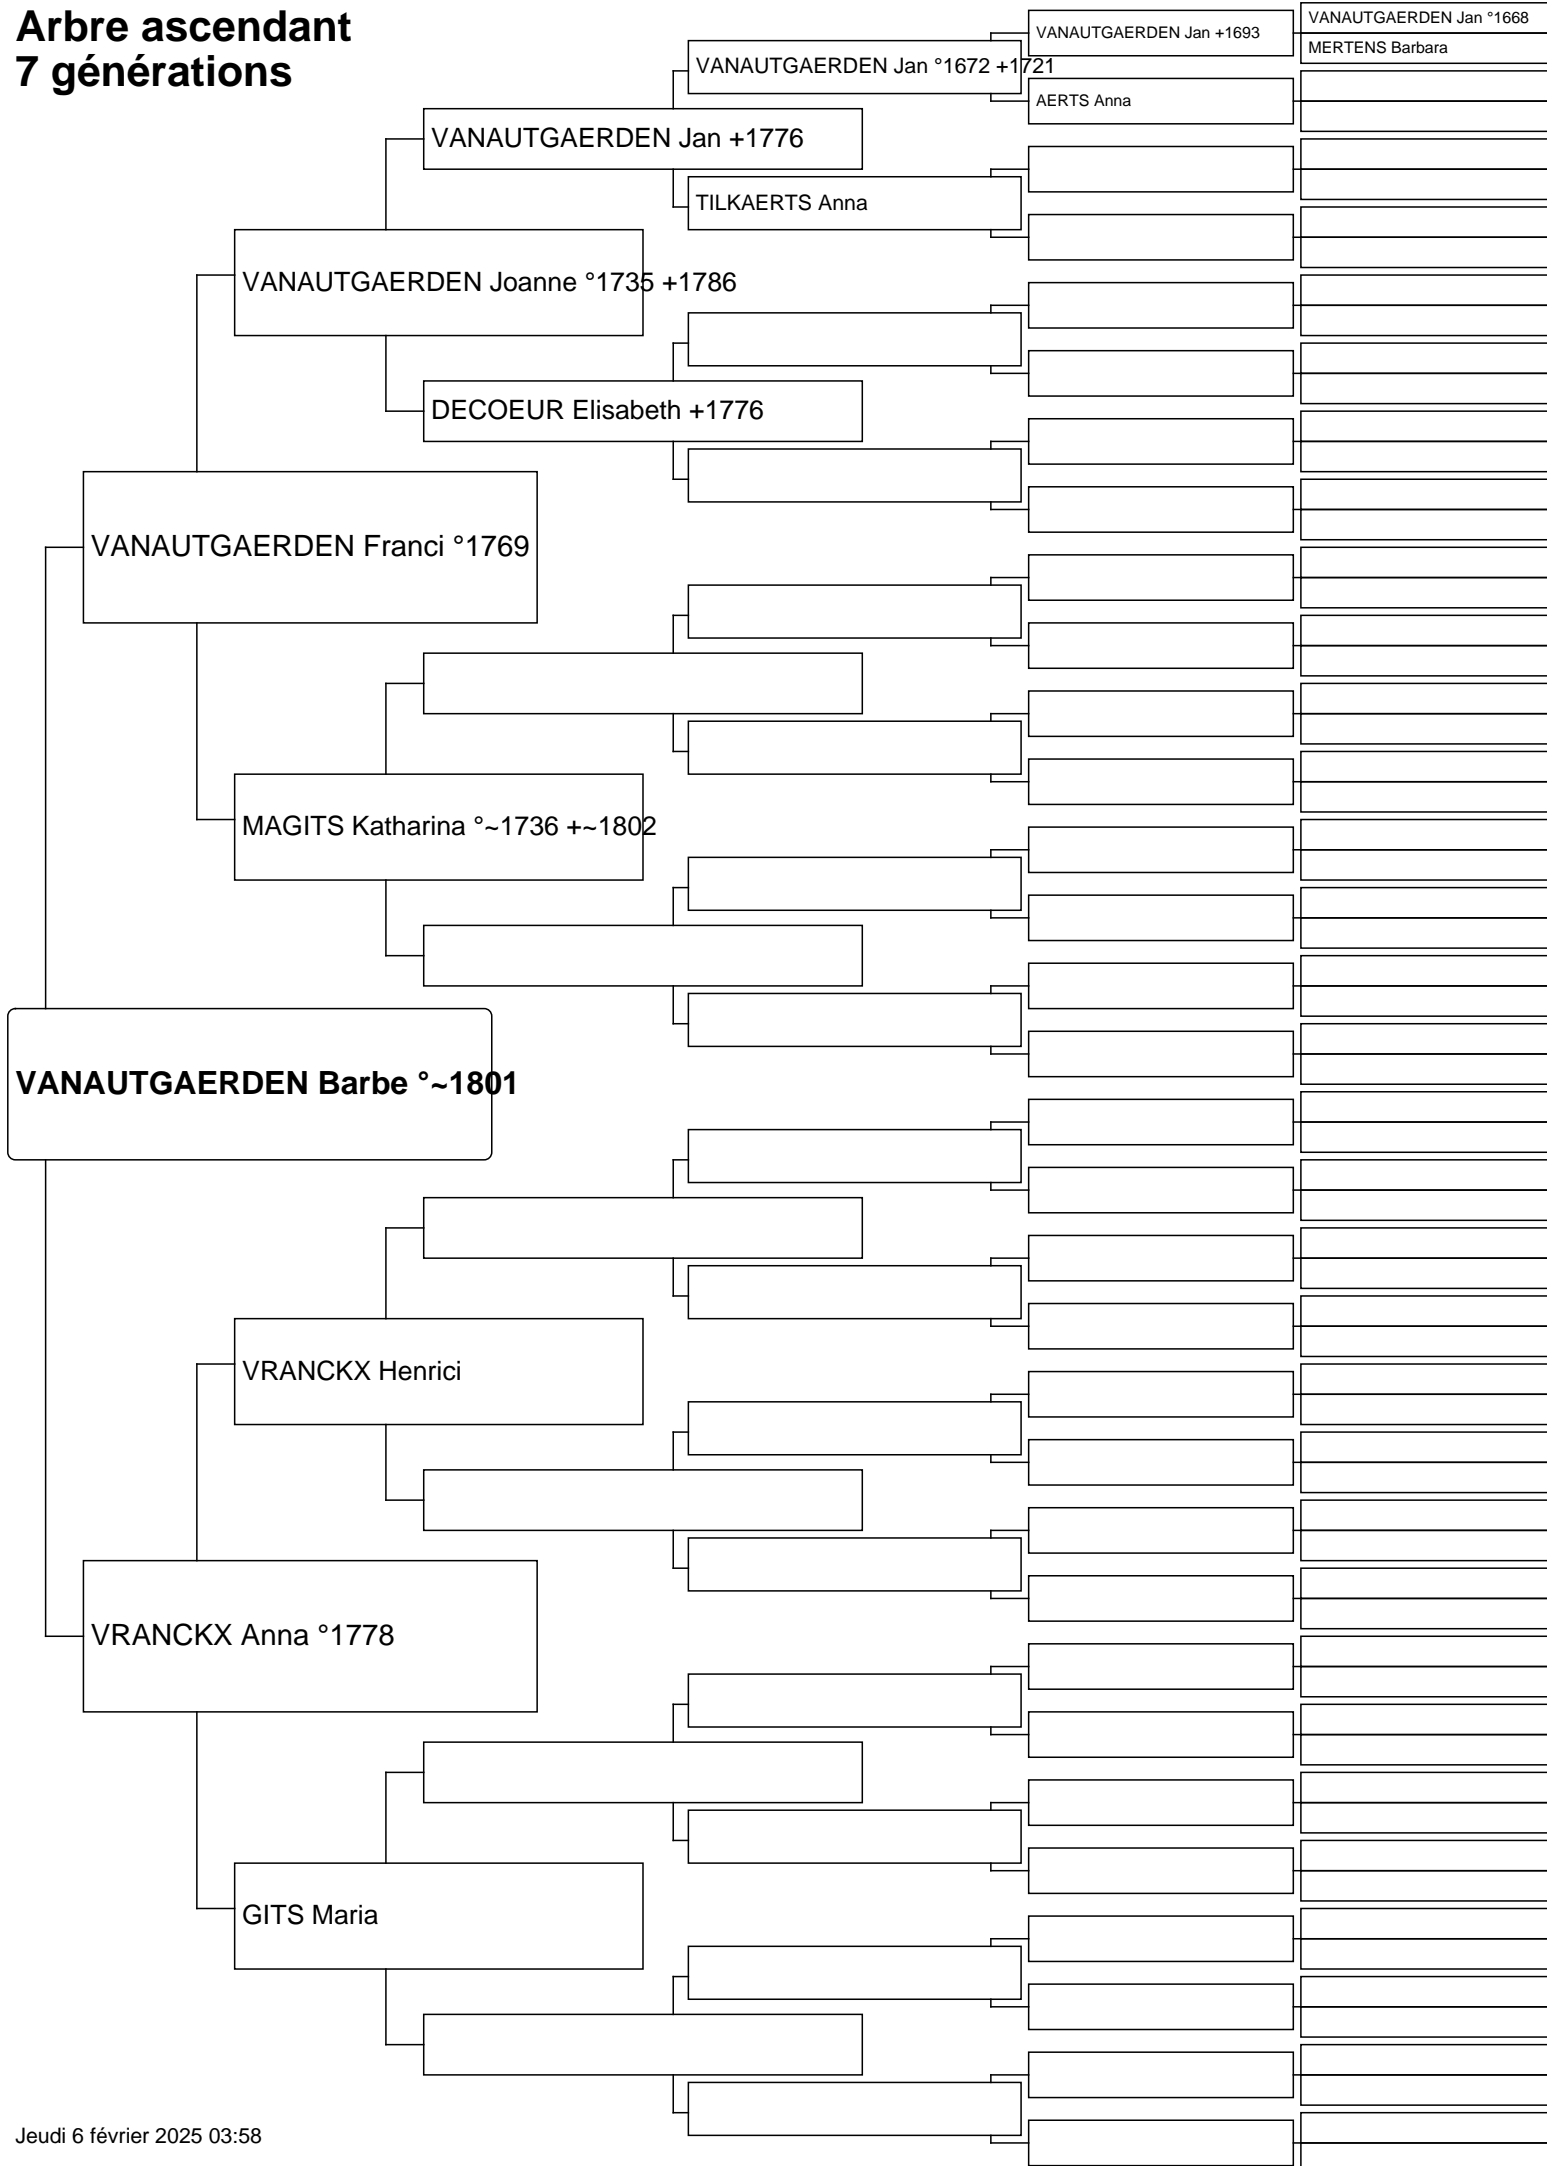 Arbre ascendant
7 générations
VANAUTGAERDEN Jan °1668
MERTENS Barbara
VANAUTGAERDEN Jan +1693
AERTS Anna
VANAUTGAERDEN Jan °1672 +1721
TILKAERTS Anna
VANAUTGAERDEN Jan +1776
DECOEUR Elisabeth +1776
VANAUTGAERDEN Joanne °1735 +1786
MAGITS Katharina °~1736 +~1802
VANAUTGAERDEN Franci °1769
VANAUTGAERDEN Barbe °~1801
VRANCKX Henrici
VRANCKX Anna °1778
GITS Maria
Jeudi 6 février 2025 03:58